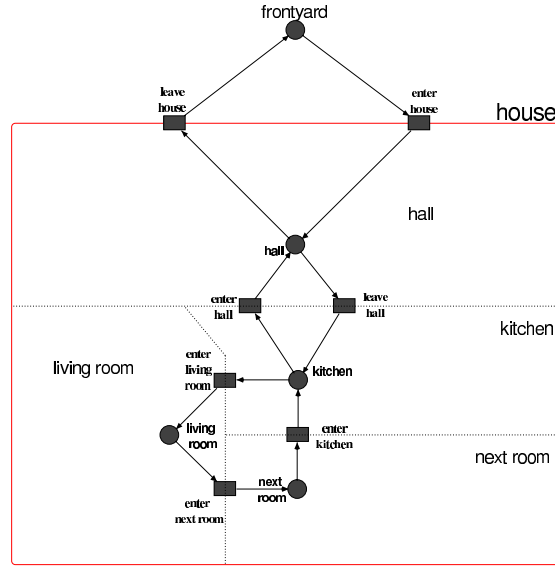 frontyard
leave
house
enter
house
house
hall
hall
enter
hall
leave
hall
kitchen
living room
enter
living
room
kitchen
living
room
enter
kitchen
next room
next
room
enter
next room